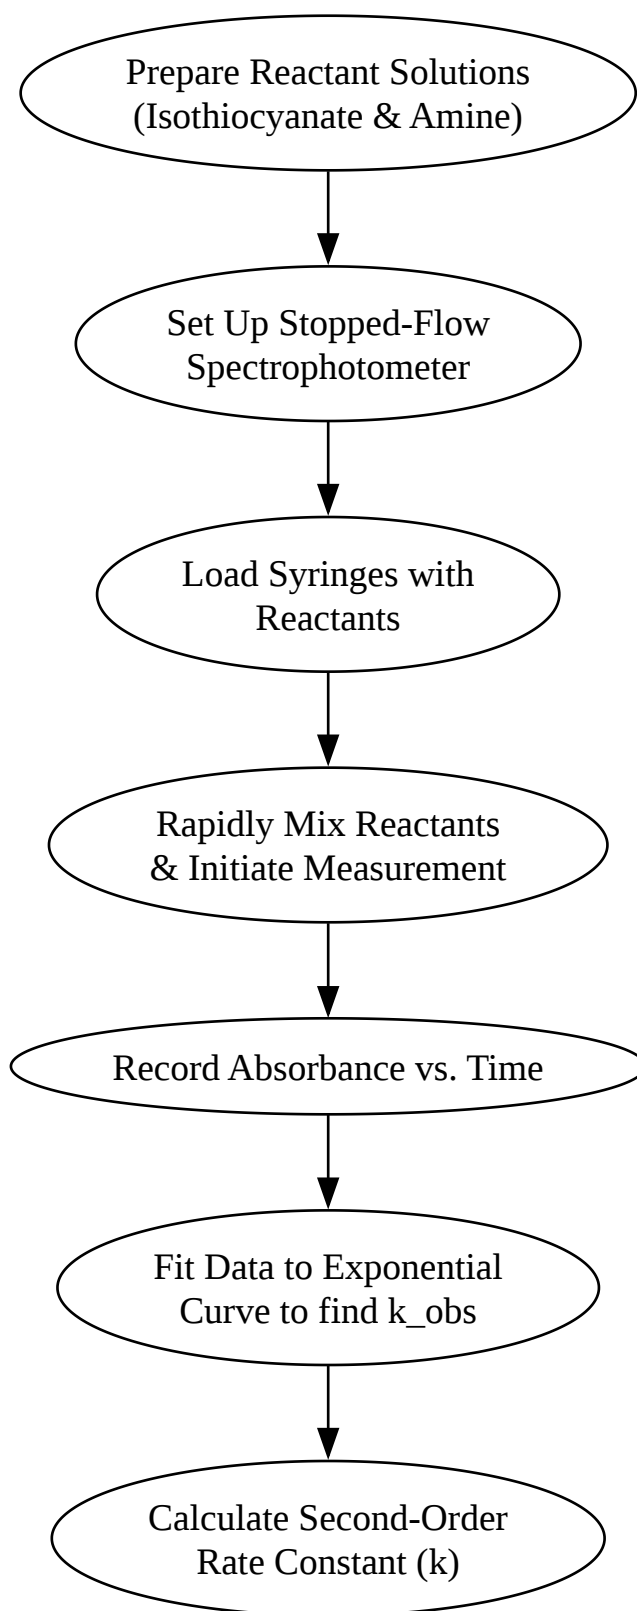 Prepare Reactant Solutions
(Isothiocyanate & Amine)
Set Up Stopped-Flow
Spectrophotometer
Load Syringes with
Reactants
Rapidly Mix Reactants
& Initiate Measurement
Record Absorbance vs. Time
Fit Data to Exponential
Curve to find k_obs
Calculate Second-Order
Rate Constant (k)